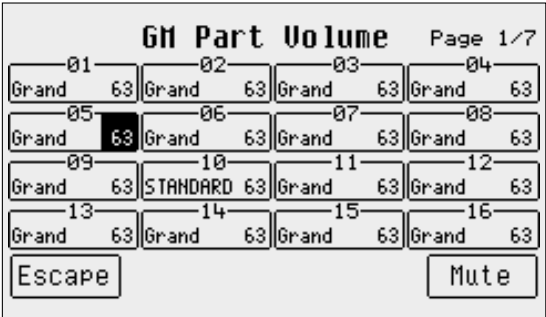 GM Part Volume Page 1/7
01 02 03 04
Grand 63 Grand 63 Grand 63 Grand 63
05 06 07 08
Grand 63 Grand 63 Grand 63 Grand 63
09 10 11 12
Grand 63 STANDARD 63 Grand 63 Grand 63
13 14 15 16
Grand 63 Grand 63 Grand 63 Grand 63
Escape Mute